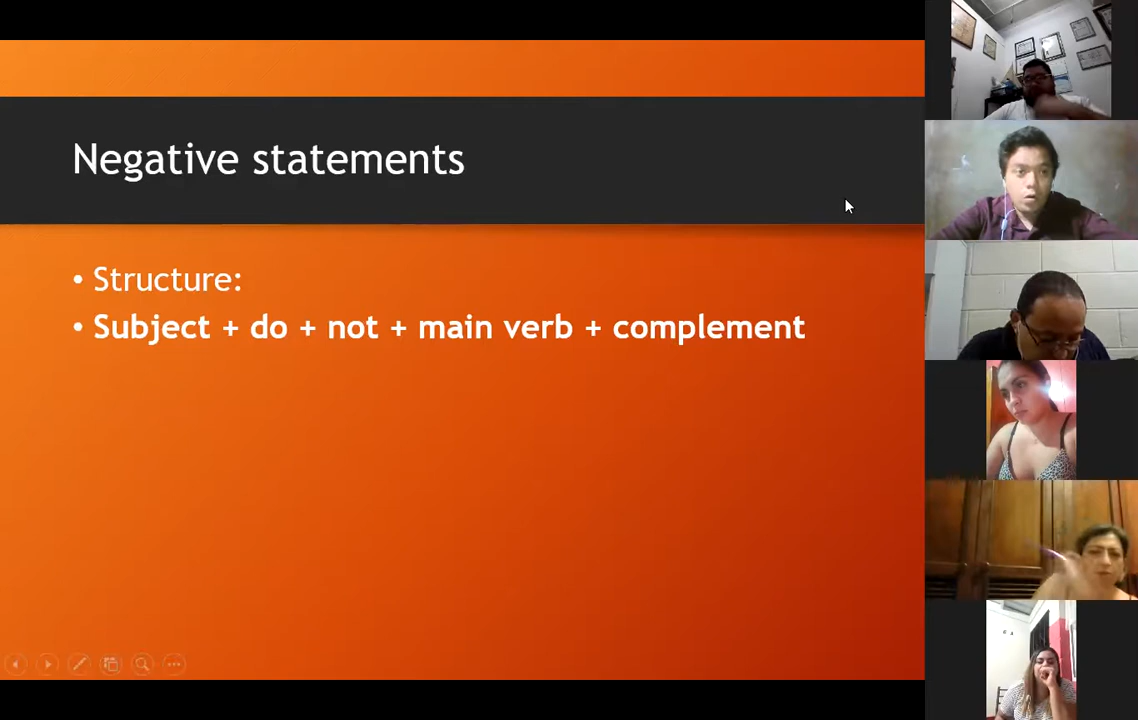 Negative statements
• Structure:
• Subject + do + not + main verb + complement